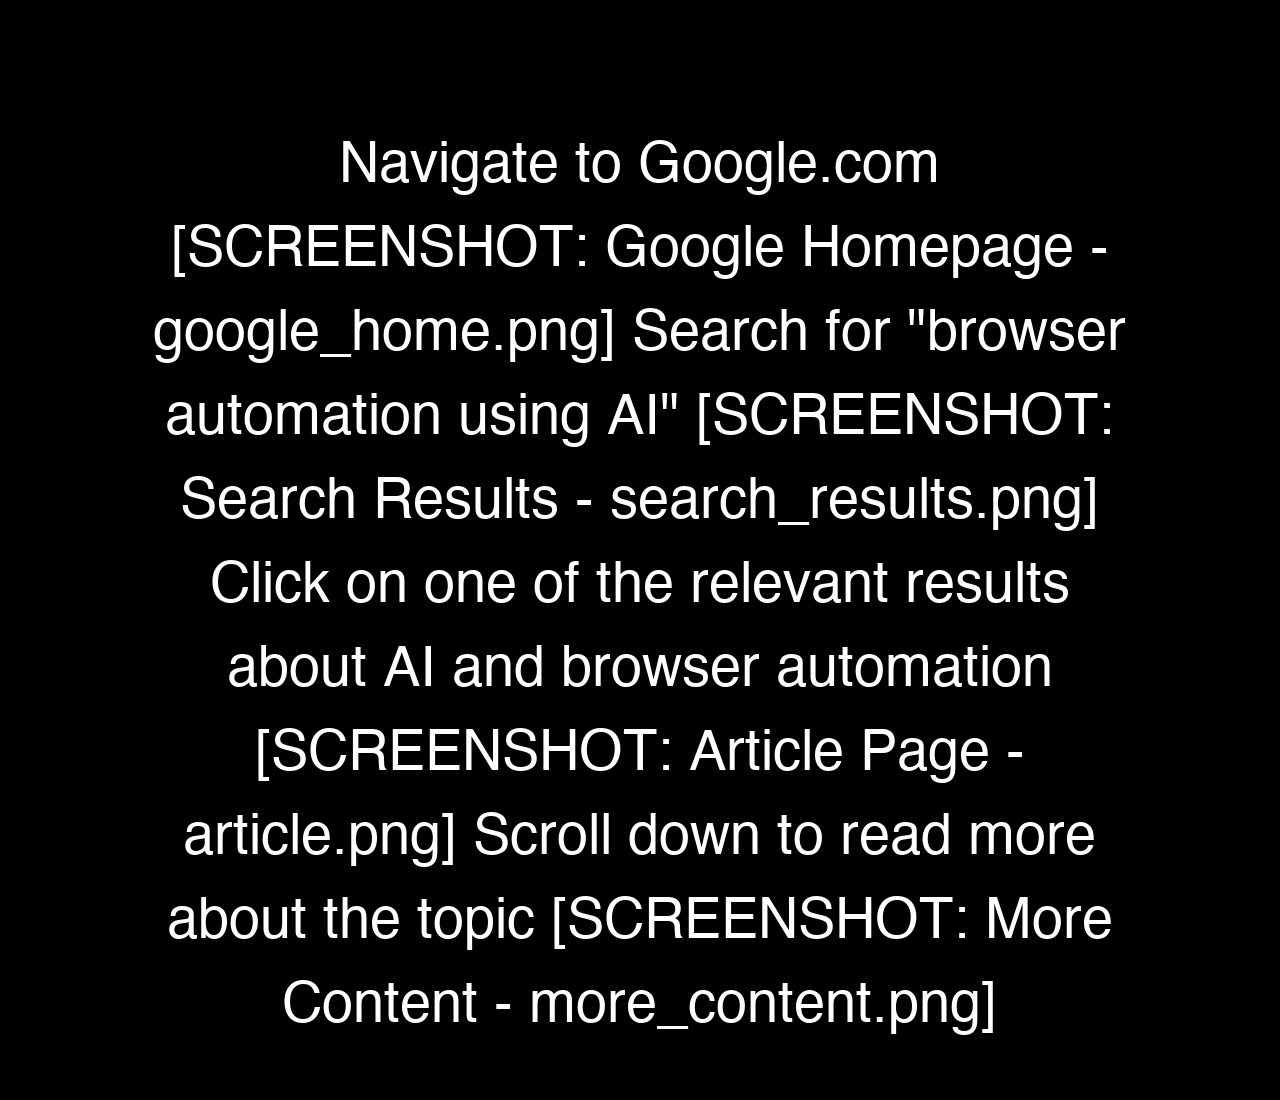 Navigate to Google.com
[SCREENSHOT: Google Homepage -
google_home.png] Search for "browser
automation using AI" [SCREENSHOT:
Search Results - search_results.png]
Click on one of the relevant results
about AI and browser automation
[SCREENSHOT: Article Page -
article.png] Scroll down to read more
about the topic [SCREENSHOT: More
Content - more_content.png]